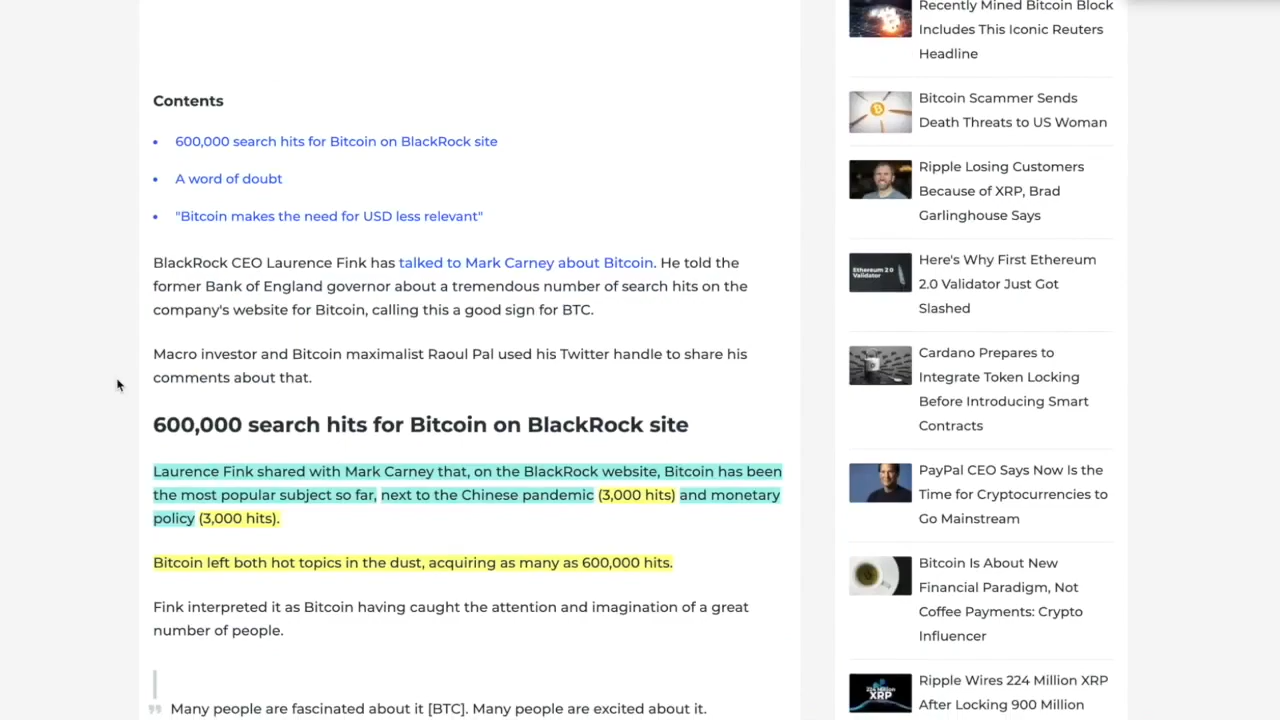 Contents
600,000 search hits for Bitcoin on BlackRock site
A word of doubt
"Bitcoin makes the need for USD less relevant"
BlackRock CEO Laurence Fink has talked to Mark Carney about Bitcoin. He told the
former Bank of England governor about a tremendous number of search hits on the
company's website for Bitcoin, calling this a good sign for BTC.
Macro investor and Bitcoin maximalist Raoul Pal used his Twitter handle to share his
comments about that.
600,000 search hits for Bitcoin on BlackRock site
Laurence Fink shared with Mark Carney that, on the BlackRock website, Bitcoin has been
the most popular subject so far, next to the Chinese pandemic (3,000 hits) and monetary
policy (3,000 hits).
Bitcoin left both hot topics in the dust, acquiring as many as 600,000 hits.
Fink interpreted it as Bitcoin having caught the attention and imagination of a great
number of people.
Many people are fascinated about it [BTC]. Many people are excited about it.
Recently Mined Bitcoin Block
Includes This Iconic Reuters
Headline
Bitcoin Scammer Sends
Death Threats to US Woman
Ripple Losing Customers
Because of XRP, Brad
Garlinghouse Says
Ethereum 2.0
Validator
Here's Why First Ethereum
2.0 Validator Just Got
Slashed
Cardano Prepares to
Integrate Token Locking
Before Introducing Smart
Contracts
PayPal CEO Says Now Is the
Time for Cryptocurrencies to
Go Mainstream
Bitcoin Is About New
Financial Paradigm, Not
Coffee Payments: Crypto
Influencer
224 Million
XRP
Ripple Wires 224 Million XRP
After Locking 900 Million